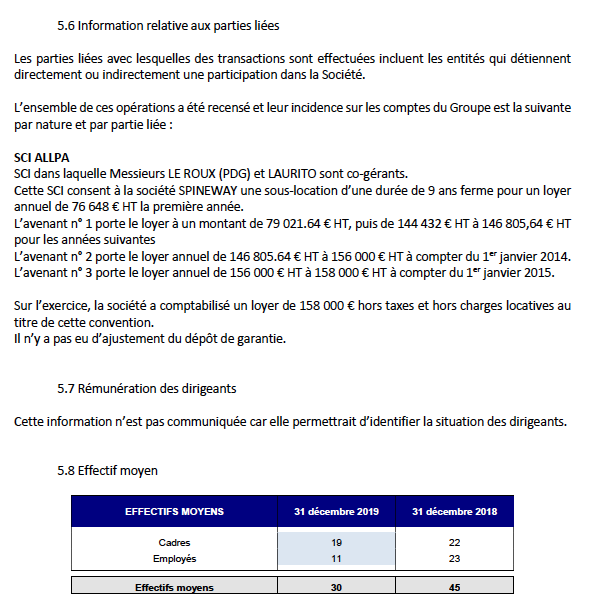 5.6 Information relative aux parties liées
Les parties liées avec lesquelles des transactions sont effectuées incluent les entités qui détiennent
directement ou indirectement une participation dans la Société.
L’ensemble de ces opérations a été recensé et leur incidence sur les comptes du Groupe est la suivante
par nature et par partie liée :
SCI ALLPA
SCI dans laquelle Messieurs LE ROUX (PDG) et LAURITO sont co-gérants.
Cette SCI consent à la société SPINEWAY une sous-location d’une durée de 9 ans ferme pour un loyer
annuel de 76 648 € HT la première année.
L’avenant n° 1 porte le loyer à un montant de 79 021.64 € HT, puis de 144 432 € HT à 146 805,64 € HT
pour les années suivantes
L’avenant n° 2 porte le loyer annuel de 146 805.64 € HT à 156 000 € HT à compter du 1er janvier 2014.
L’avenant n° 3 porte le loyer annuel de 156 000 € HT à 158 000 € HT à compter du 1er janvier 2015.
Sur l’exercice, la société a comptabilisé un loyer de 158 000 € hors taxes et hors charges locatives au
titre de cette convention.
Il n’y a pas eu d’ajustement du dépôt de garantie.
5.7 Rémunération des dirigeants
Cette information n’est pas communiquée car elle permettrait d’identifier la situation des dirigeants.
5.8 Effectif moyen
EFFECTIFS MOYENS 31 décembre 2019 31 décembre 2018
Cadres 19 22
Employés 11 23
Effectifs moyens 30 45